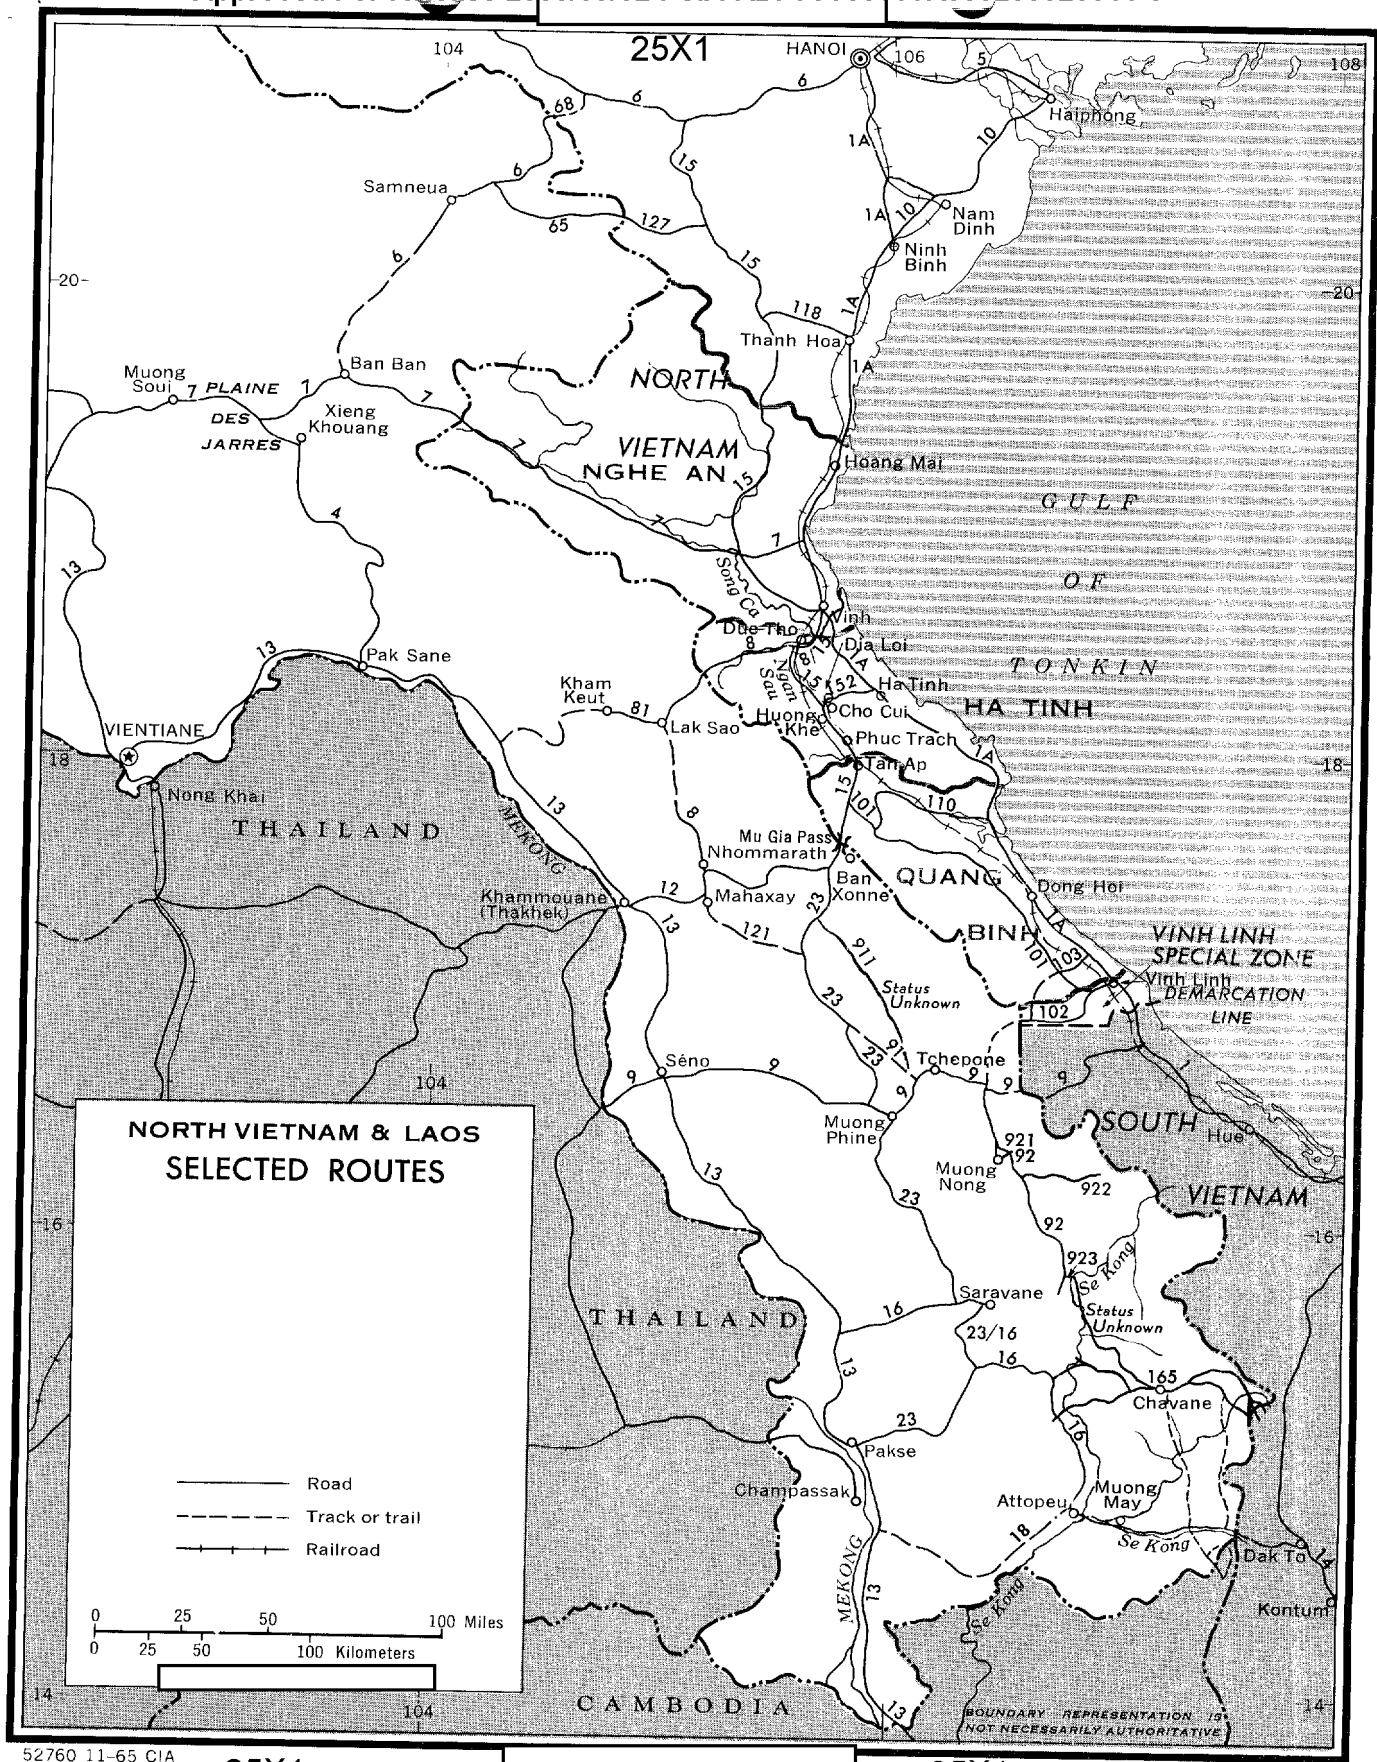 25X1
HANOI
104
106
108
5
6
6
68
Haiphong
1A
10
15
6
Samneua
1A
10
Nam
Dinh
65
127
Ninh
Binh
6
15
20
20
118
1A
Thanh Hoa
1A
Ban Ban
Muong
Soui
7
PLAINE
7
DES
JARRES
Xieng
Khouang
7
NORTH
VIETNAM
NGHE AN
7
15
Hoang Mai
GULF
OF
TONKIN
4
7
7
13
Song Ca
Vinh
Duc Tho
8
Dia Loi
8/15
1A
13
Pak Sane
Ngan
Sau
15
152
Ha Tinh
HA TINH
Kham
Keut
81
Lak Sao
Huong
Khe
Cho Cui
Phuc Trach
1A
VIENTIANE
18
18
Tan Ap
Nong Khai
15
101
110
THAILAND
13
MEKONG
8
Mu Gia Pass
Nhommarath
Ban
Xonne
QUANG
BINH
Dong Hoi
Khammouane
(Thakhek)
12
Mahaxay
23
13
121
911
1A
101
103
VINH LINH
SPECIAL ZONE
Vinh Linh
DEMARCATION
LINE
Status
Unknown
23
102
23
91
Tchepone
104
Séno
9
9
9
9
9
9
1
Muong
Phine
SOUTH
VIETNAM
Hue
921
92
Muong
Nong
922
13
23
92
16
16
923
Se Kong
Saravane
Status
Unknown
THAILAND
16
23/16
16
13
165
Chavane
23
Pakse
16
Champassak
Muong
May
Attopeu
18
Se Kong
Dak To
14
Kontum
MEKONG
13
Se Kong
NORTH VIETNAM & LAOS
SELECTED ROUTES
Road
Track or trail
Railroad
0 25 50 100 Miles
0 25 50 100 Kilometers
14
104
CAMBODIA
13
14
BOUNDARY REPRESENTATION IS
NOT NECESSARILY AUTHORITATIVE
52760 11-65 CIA